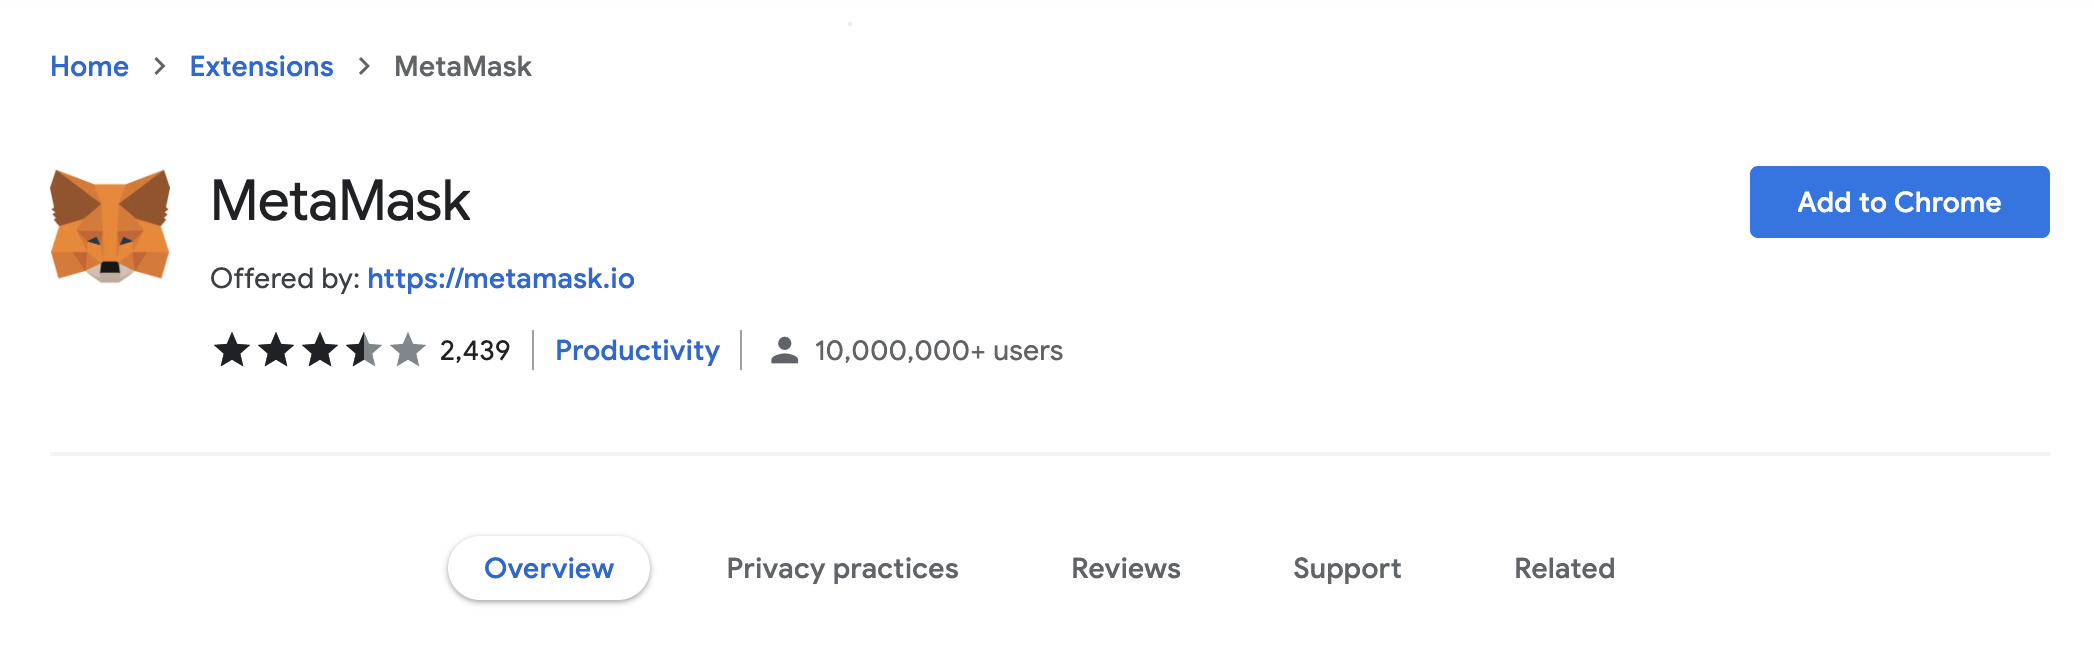 Home > Extensions > MetaMask
MetaMask
Add to Chrome
Offered by: https://metamask.io
2,439 Productivity 10,000,000+ users
Overview Privacy practices Reviews Support Related